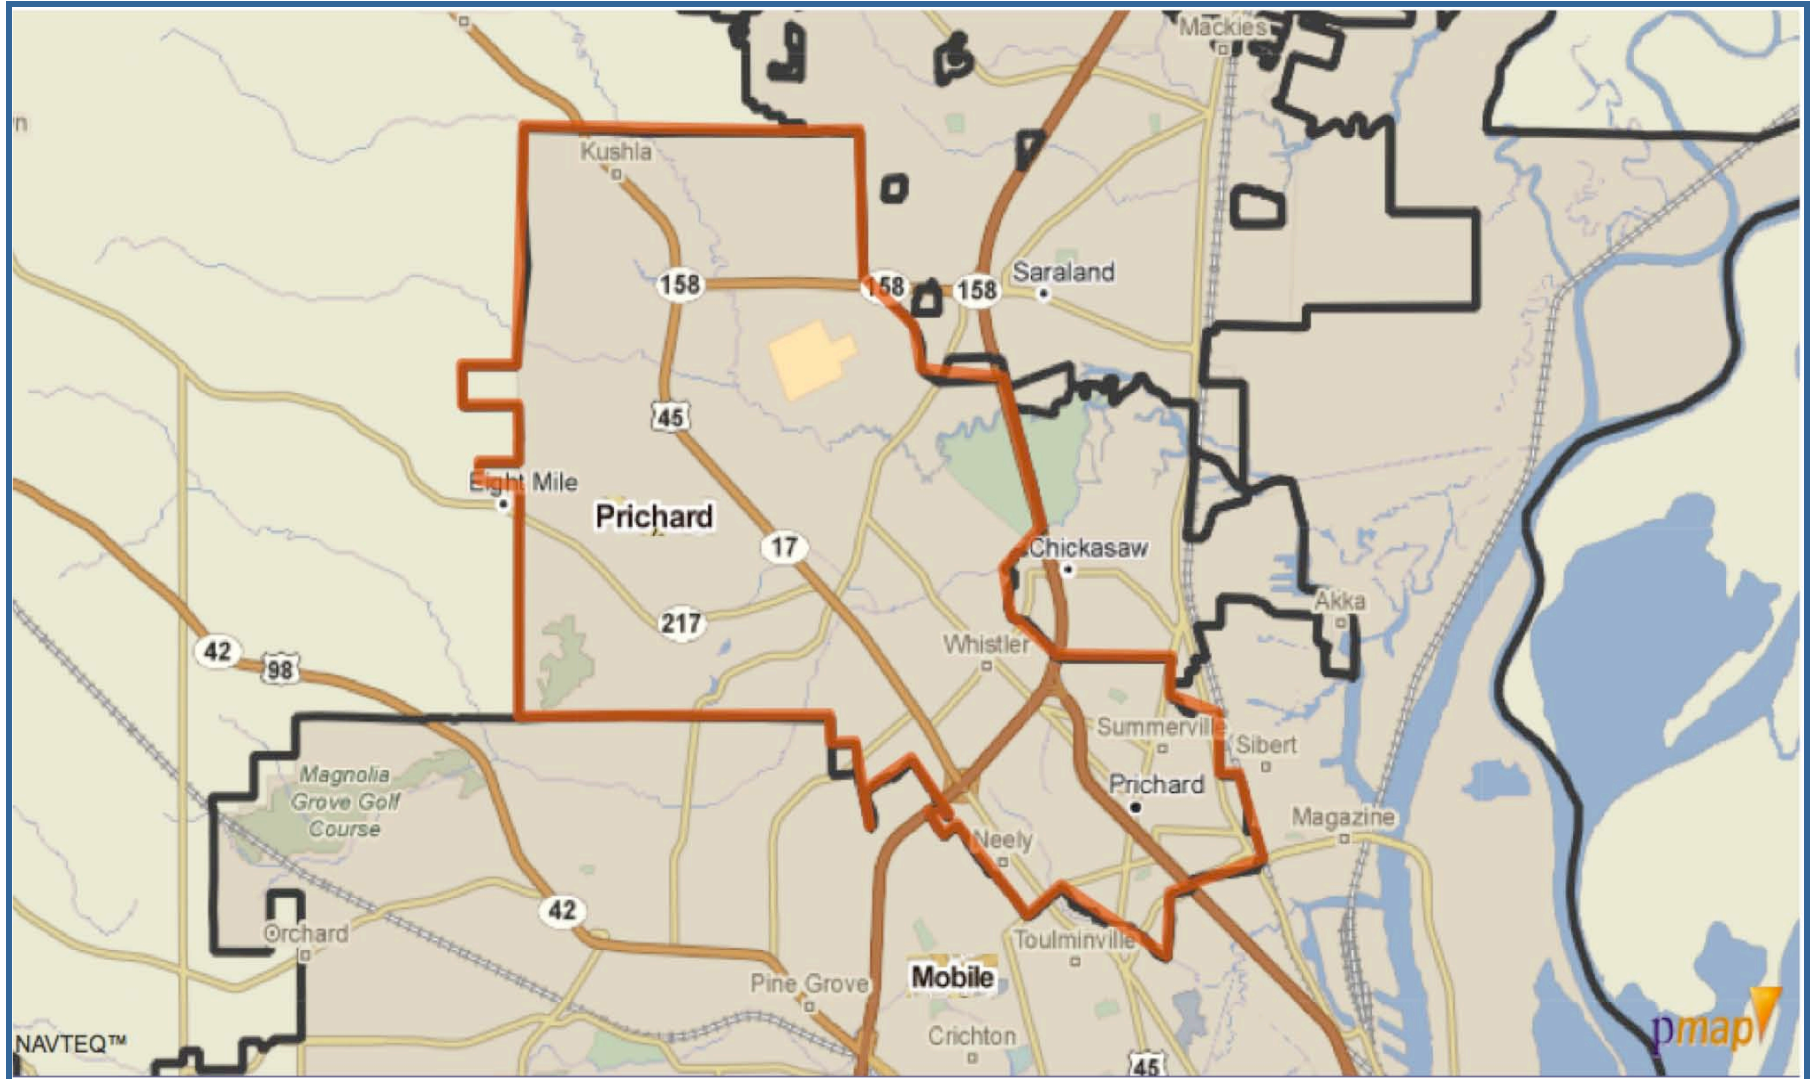 Mackies
n
Kushla
158
158
158
Saraland
45
Eight Mile
Prichard
17
Chickasaw
Akka
217
Whistler
42
98
Summerville
Sibert
Magnolia
Grove Golf
Course
Prichard
Magazine
Neely
42
Orchard
Toulminville
Pine Grove
Mobile
Crichton
NAVTEQ™
pmap
45